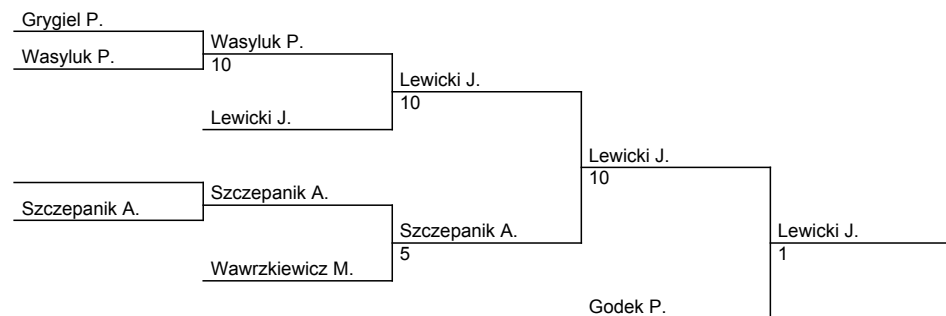 Grygiel P.
Wasyluk P.
Wasyluk P.
10
Lewicki J.
Lewicki J.
10
Szczepanik A.
Szczepanik A.
Wawrzkiewicz M.
Szczepanik A.
5
Lewicki J.
10
Godek P.
Lewicki J.
1